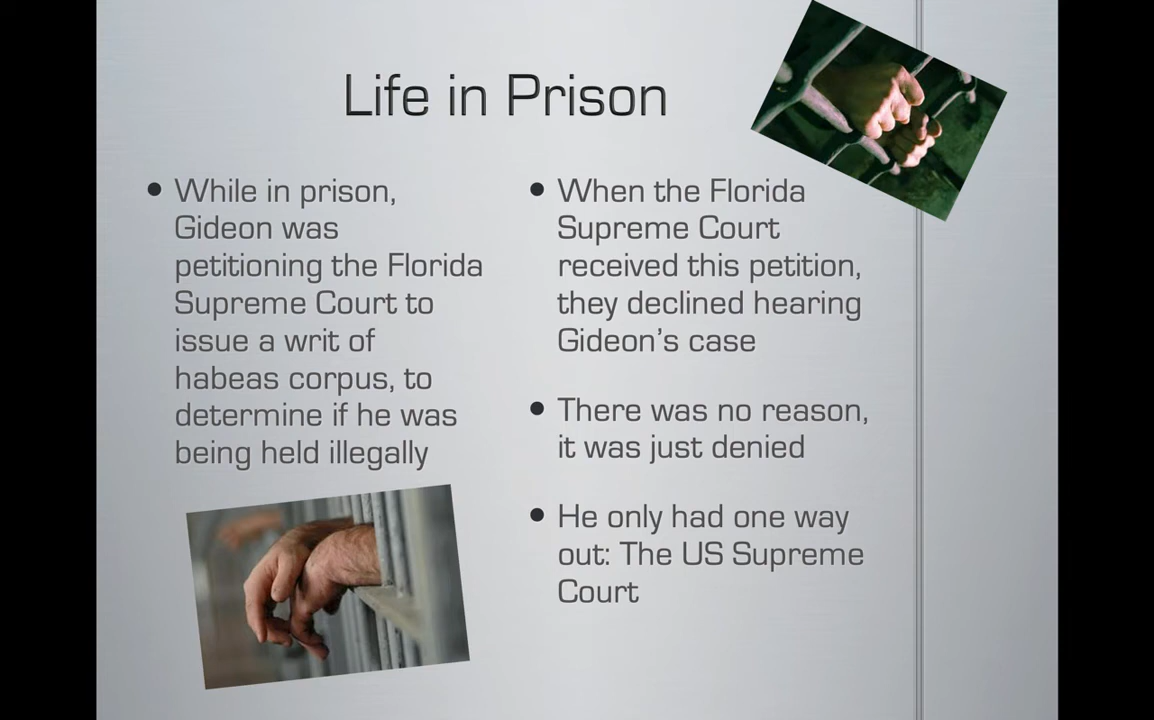 Life in Prison
While in prison,
Gideon was
petitioning the Florida
Supreme Court to
issue a writ of
habeas corpus, to
determine if he was
being held illegally
When the Florida
Supreme Court
received this petition,
they declined hearing
Gideon's case
There was no reason,
it was just denied
He only had one way
out: The US Supreme
Court